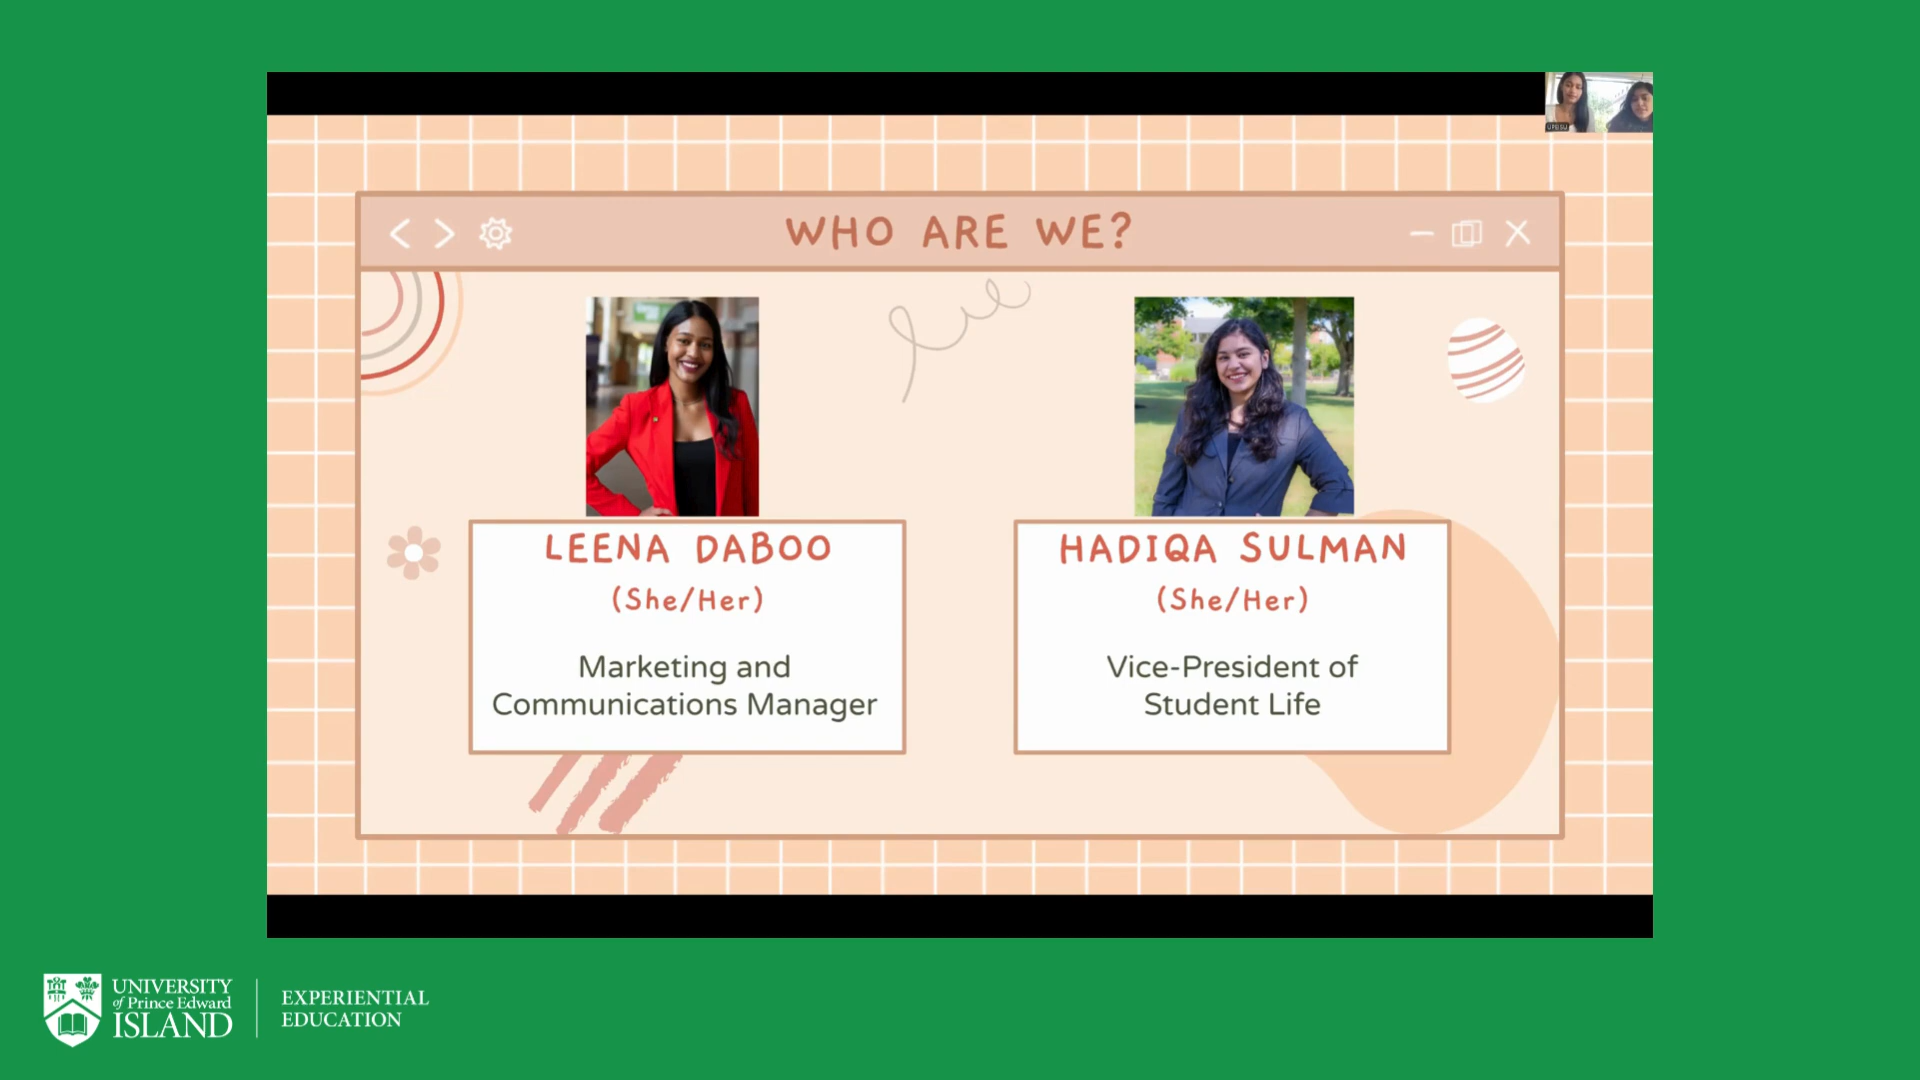 WHO ARE WE?
LEENA DABOO
(She/Her)
Marketing and
Communications Manager
HADIQA SULMAN
(She/Her)
Vice-President of
Student Life
UPEISU
UNIVERSITY
of Prince Edward
ISLAND
EXPERIENTIAL
EDUCATION